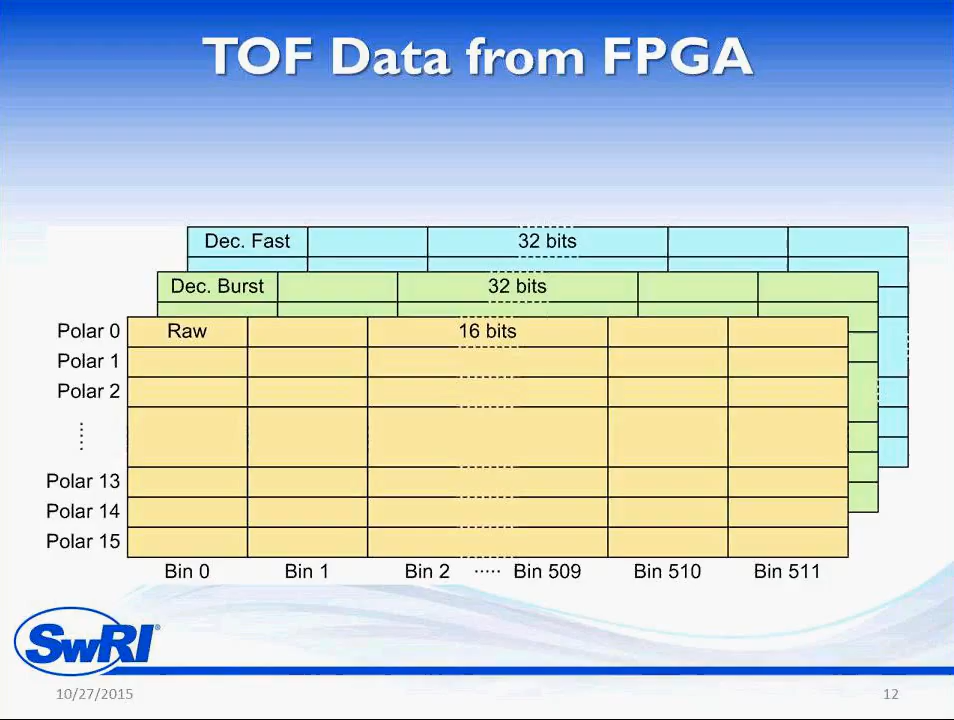 TOF Data from FPGA
Dec. Fast 32 bits
Dec. Burst 32 bits
Polar 0 Raw 16 bits
Polar 1
Polar 2
Polar 13
Polar 14
Polar 15
Bin 0 Bin 1 Bin 2 ····· Bin 509 Bin 510 Bin 511
SwRI®
10/27/2015 12